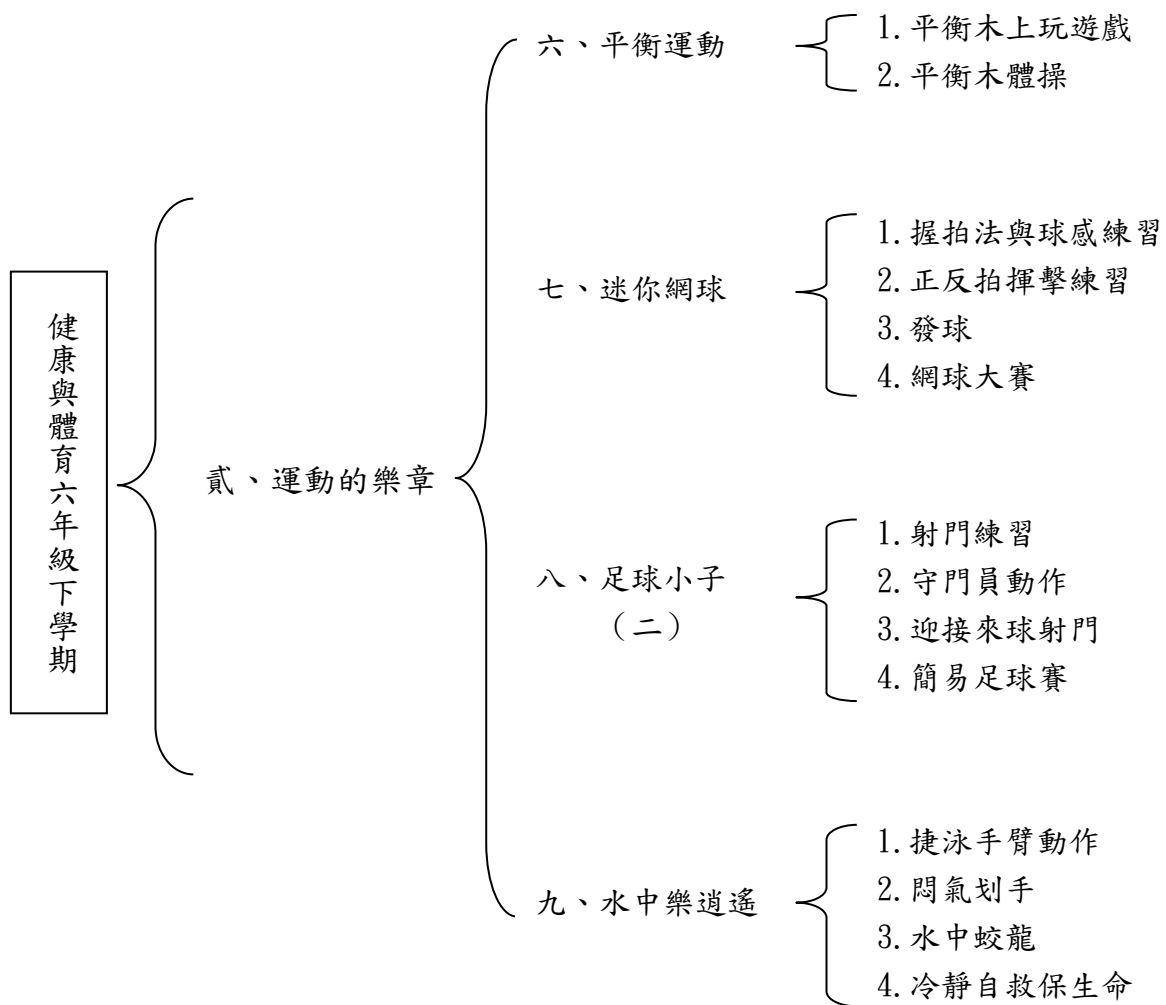 健康與體育六年級下學期
貳、運動的樂章
六、平衡運動
1.平衡木上玩遊戲
2.平衡木體操
七、迷你網球
1.握拍法與球感練習
2.正反拍揮擊練習
3.發球
4.網球大賽
八、足球小子
（二）
1.射門練習
2.守門員動作
3.迎接來球射門
4.簡易足球賽
九、水中樂逍遙
1.捷泳手臂動作
2.悶氣划手
3.水中蛟龍
4.冷靜自救保生命